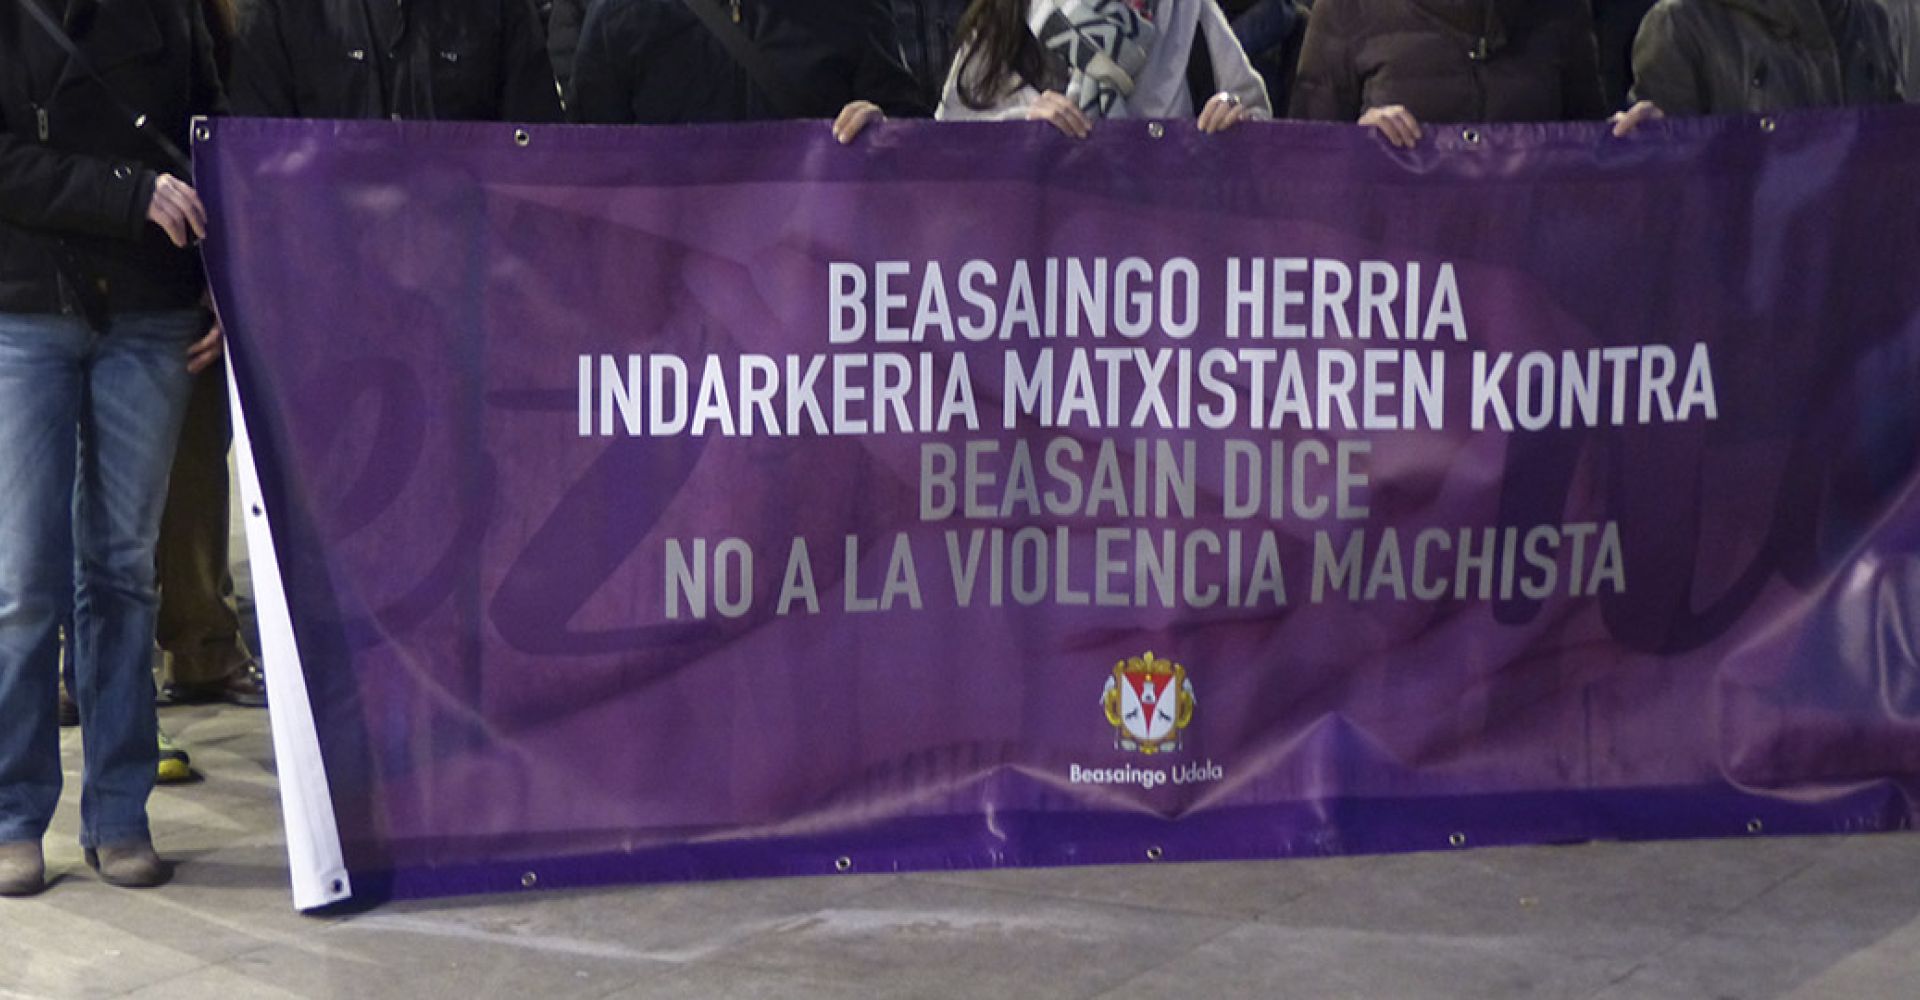 BEASAINGO HERRIA
INDARKERIA MATXISTAREN KONTRA
BEASAIN DICE
NO A LA VIOLENCIA MACHISTA
Beasaingo Udala